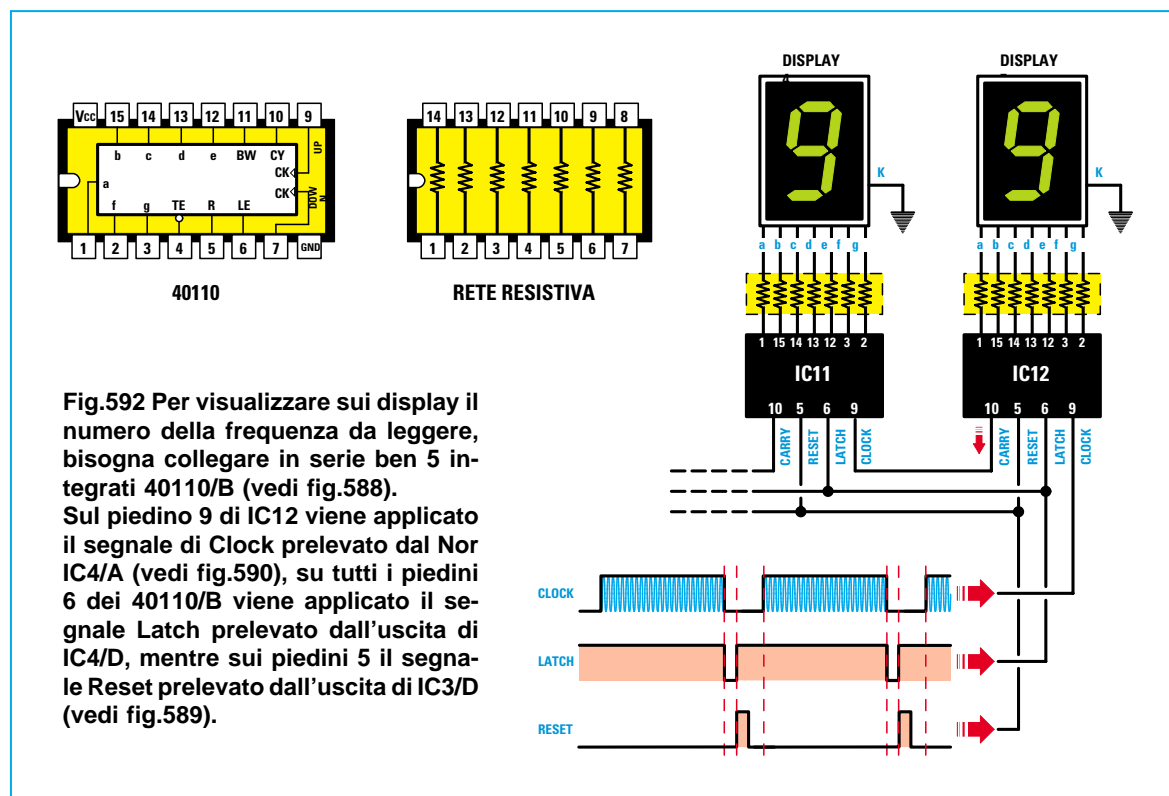 DISPLAY
DISPLAY
VCC 15 14 13 12 11 10 9
b c d e BW CY
UP
CK
a
CK
DOWN
f g TE R LE
1 2 3 4 5 6 7 GND
40110
14 13 12 11 10 9 8
1 2 3 4 5 6 7
RETE RESISTIVA
9
9
K
K
a b c d e f g
a b c d e f g
1 15 14 13 12 3 2
1 15 14 13 12 3 2
IC11
IC12
10 5 6 9
10 5 6 9
CARRY
RESET
LATCH
CLOCK
CARRY
RESET
LATCH
CLOCK
Fig.592 Per visualizzare sui display il
numero della frequenza da leggere,
bisogna collegare in serie ben 5 in-
tegrati 40110/B (vedi fig.588).
Sul piedino 9 di IC12 viene applicato
il segnale di Clock prelevato dal Nor
IC4/A (vedi fig.590), su tutti i piedini
6 dei 40110/B viene applicato il se-
gnale Latch prelevato dall'uscita di
IC4/D, mentre sui piedini 5 il segna-
le Reset prelevato dall'uscita di IC3/D
(vedi fig.589).
CLOCK
LATCH
RESET